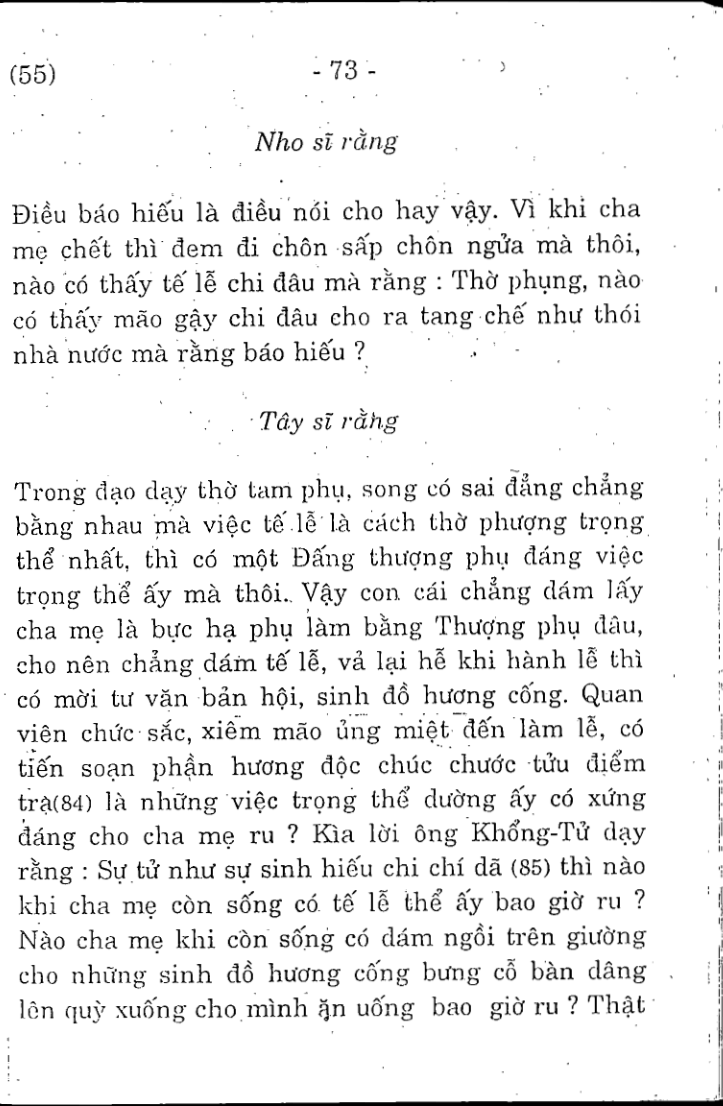 (55)
- 73 -
Nho sĩ rằng
Điều báo hiếu là điều nói cho hay vậy. Vì khi cha
mẹ chết thì đem đi chôn sấp chôn ngửa mà thôi,
nào có thấy tế lễ chi đâu mà rằng : Thờ phụng, nào
có thấy mão gậy chi đâu cho ra tang chế như thói
nhà nước mà rằng báo hiếu ?
Tây sĩ rằng
Trong đạo dạy thờ tam phụ, song có sai đẳng chẳng
bằng nhau mà việc tế lễ là cách thờ phượng trọng
thể nhất, thì có một Đấng thượng phụ đáng việc
trọng thể ấy mà thôi. Vậy con cái chẳng dám lấy
cha mẹ là bực hạ phụ làm bằng Thượng phụ đâu,
cho nên chẳng dám tế lễ, vả lại hễ khi hành lễ thì
có mời tư văn bản hội, sinh đồ hương cống. Quan
viên chức sắc, xiêm mão ủng miệt đến làm lễ, có
tiến soạn phần hương độc chúc chước tửu điểm
trà(84) là những việc trọng thể dường ấy có xứng
đáng cho cha mẹ ru ? Kìa lời ông Khổng-Tử dạy
rằng : Sự tử như sự sinh hiếu chi chí dã (85) thì nào
khi cha mẹ còn sống có tế lễ thể ấy bao giờ ru ?
Nào cha mẹ khi còn sống có dám ngồi trên giường
cho những sinh đồ hương cống bưng cỗ bàn dâng
lên quỳ xuống cho mình ăn uống bao giờ ru ? Thật